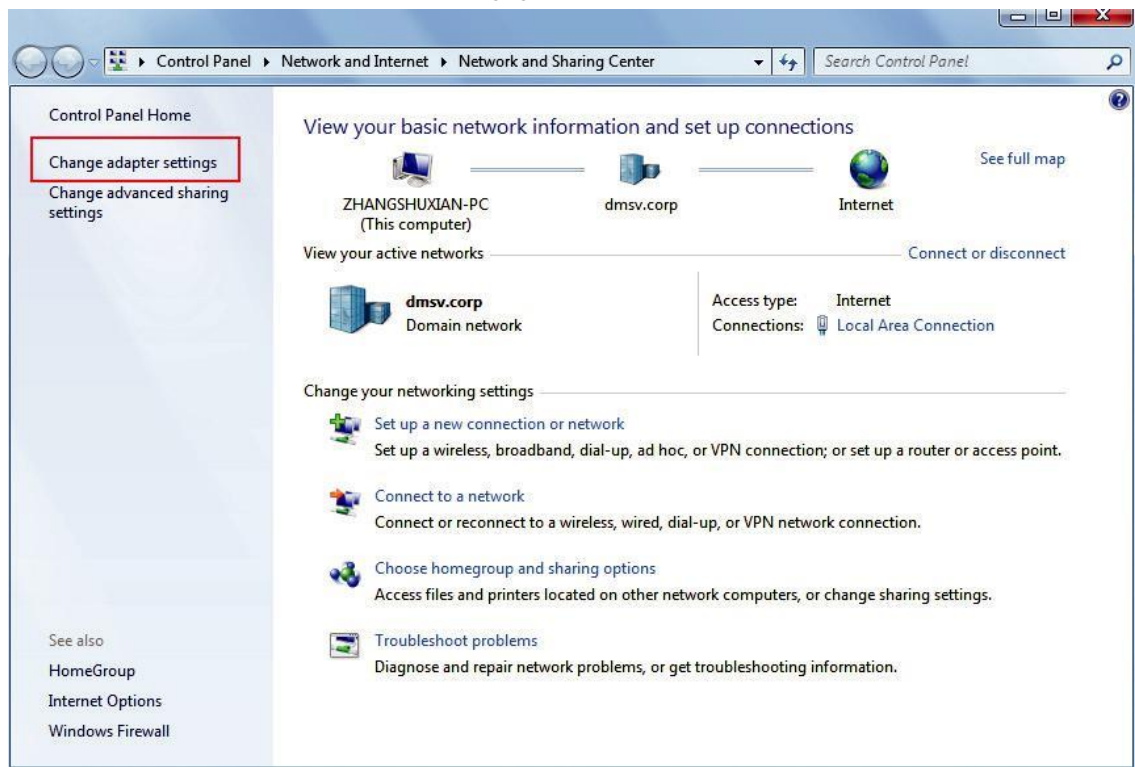 Control Panel ▸ Network and Internet ▸ Network and Sharing Center
Search Control Panel
Control Panel Home
Change adapter settings
Change advanced sharing
settings
See also
HomeGroup
Internet Options
Windows Firewall
View your basic network information and set up connections
See full map
ZHANGSHUXIAN-PC
(This computer)
dmsv.corp
Internet
View your active networks
Connect or disconnect
dmsv.corp
Domain network
Access type: Internet
Connections: Local Area Connection
Change your networking settings
Set up a new connection or network
Set up a wireless, broadband, dial-up, ad hoc, or VPN connection; or set up a router or access point.
Connect to a network
Connect or reconnect to a wireless, wired, dial-up, or VPN network connection.
Choose homegroup and sharing options
Access files and printers located on other network computers, or change sharing settings.
Troubleshoot problems
Diagnose and repair network problems, or get troubleshooting information.